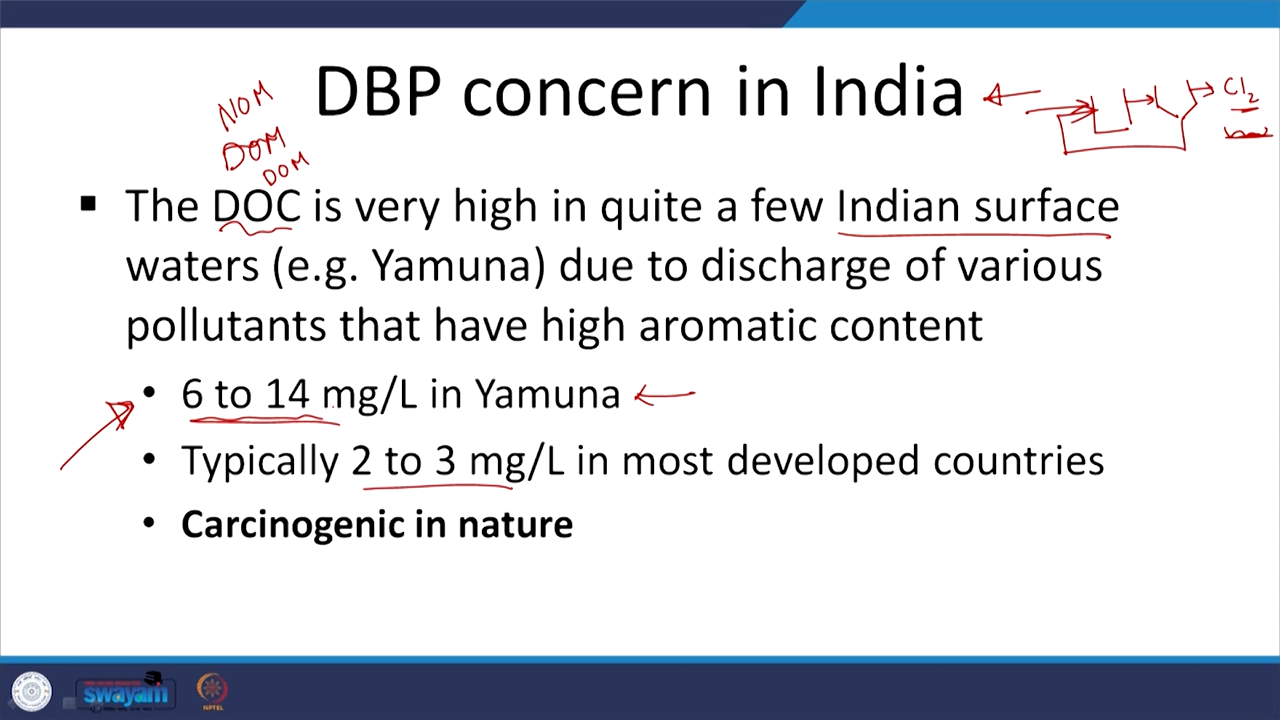 DBP concern in India
Cl2
NOM
DOM
DOM
▪ The DOC is very high in quite a few Indian surface
waters (e.g. Yamuna) due to discharge of various
pollutants that have high aromatic content
• 6 to 14 mg/L in Yamuna
• Typically 2 to 3 mg/L in most developed countries
• Carcinogenic in nature
swayam
NPTEL